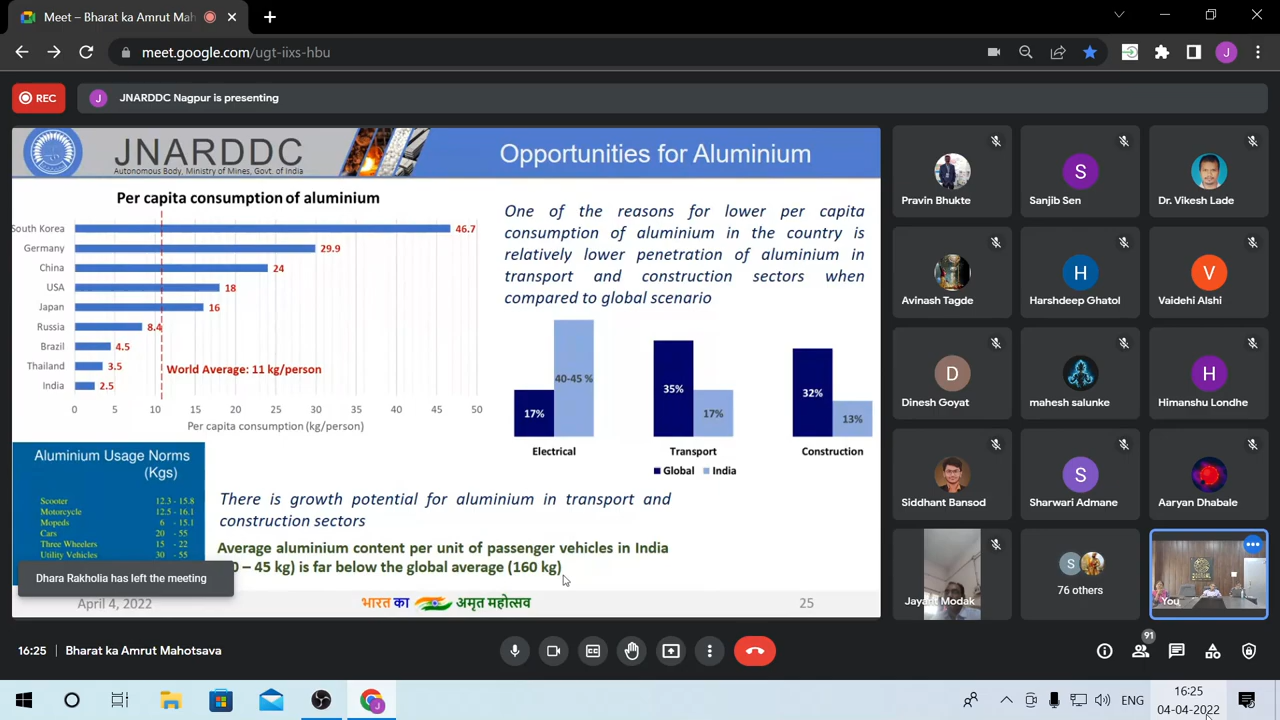 Meet – Bharat ka Amrut Mah
meet.google.com/ugt-iixs-hbu
J
REC
J
JNARDDC Nagpur is presenting
JNARDDC
Autonomous Body, Ministry of Mines, Govt. of India
Opportunities for Aluminium
Per capita consumption of aluminium
South Korea 46.7
Germany 29.9
China 24
USA 18
Japan 16
Russia 8.4
Brazil 4.5
Thailand 3.5
India 2.5
World Average: 11 kg/person
0 5 10 15 20 25 30 35 40 45 50
Per capita consumption (kg/person)
One of the reasons for lower per capita
consumption of aluminium in the country is
relatively lower penetration of aluminium in
transport and construction sectors when
compared to global scenario
17% 40-45 % 35% 17% 32% 13%
Electrical Transport Construction
Global India
Aluminium Usage Norms
(Kgs)
Scooter 12.3 - 15.8
Motorcycle 12.5 - 16.1
Mopeds 6 - 15.1
Cars 20 - 55
Three Wheelers 15 - 22
Utility Vehicles 30 - 55
There is growth potential for aluminium in transport and
construction sectors
Average aluminium content per unit of passenger vehicles in India
0 – 45 kg) is far below the global average (160 kg)
Dhara Rakholia has left the meeting
April 4, 2022
भारत का अमृत महोत्सव
25
Pravin Bhukte
S
Sanjib Sen
Dr. Vikesh Lade
Avinash Tagde
H
Harshdeep Ghatol
V
Vaidehi Alshi
D
Dinesh Goyat
mahesh salunke
H
Himanshu Londhe
Siddhant Bansod
S
Sharwari Admane
Aaryan Dhabale
Jayant Modak
S
76 others
You
16:25
Bharat ka Amrut Mahotsava
91
ENG
16:25
04-04-2022